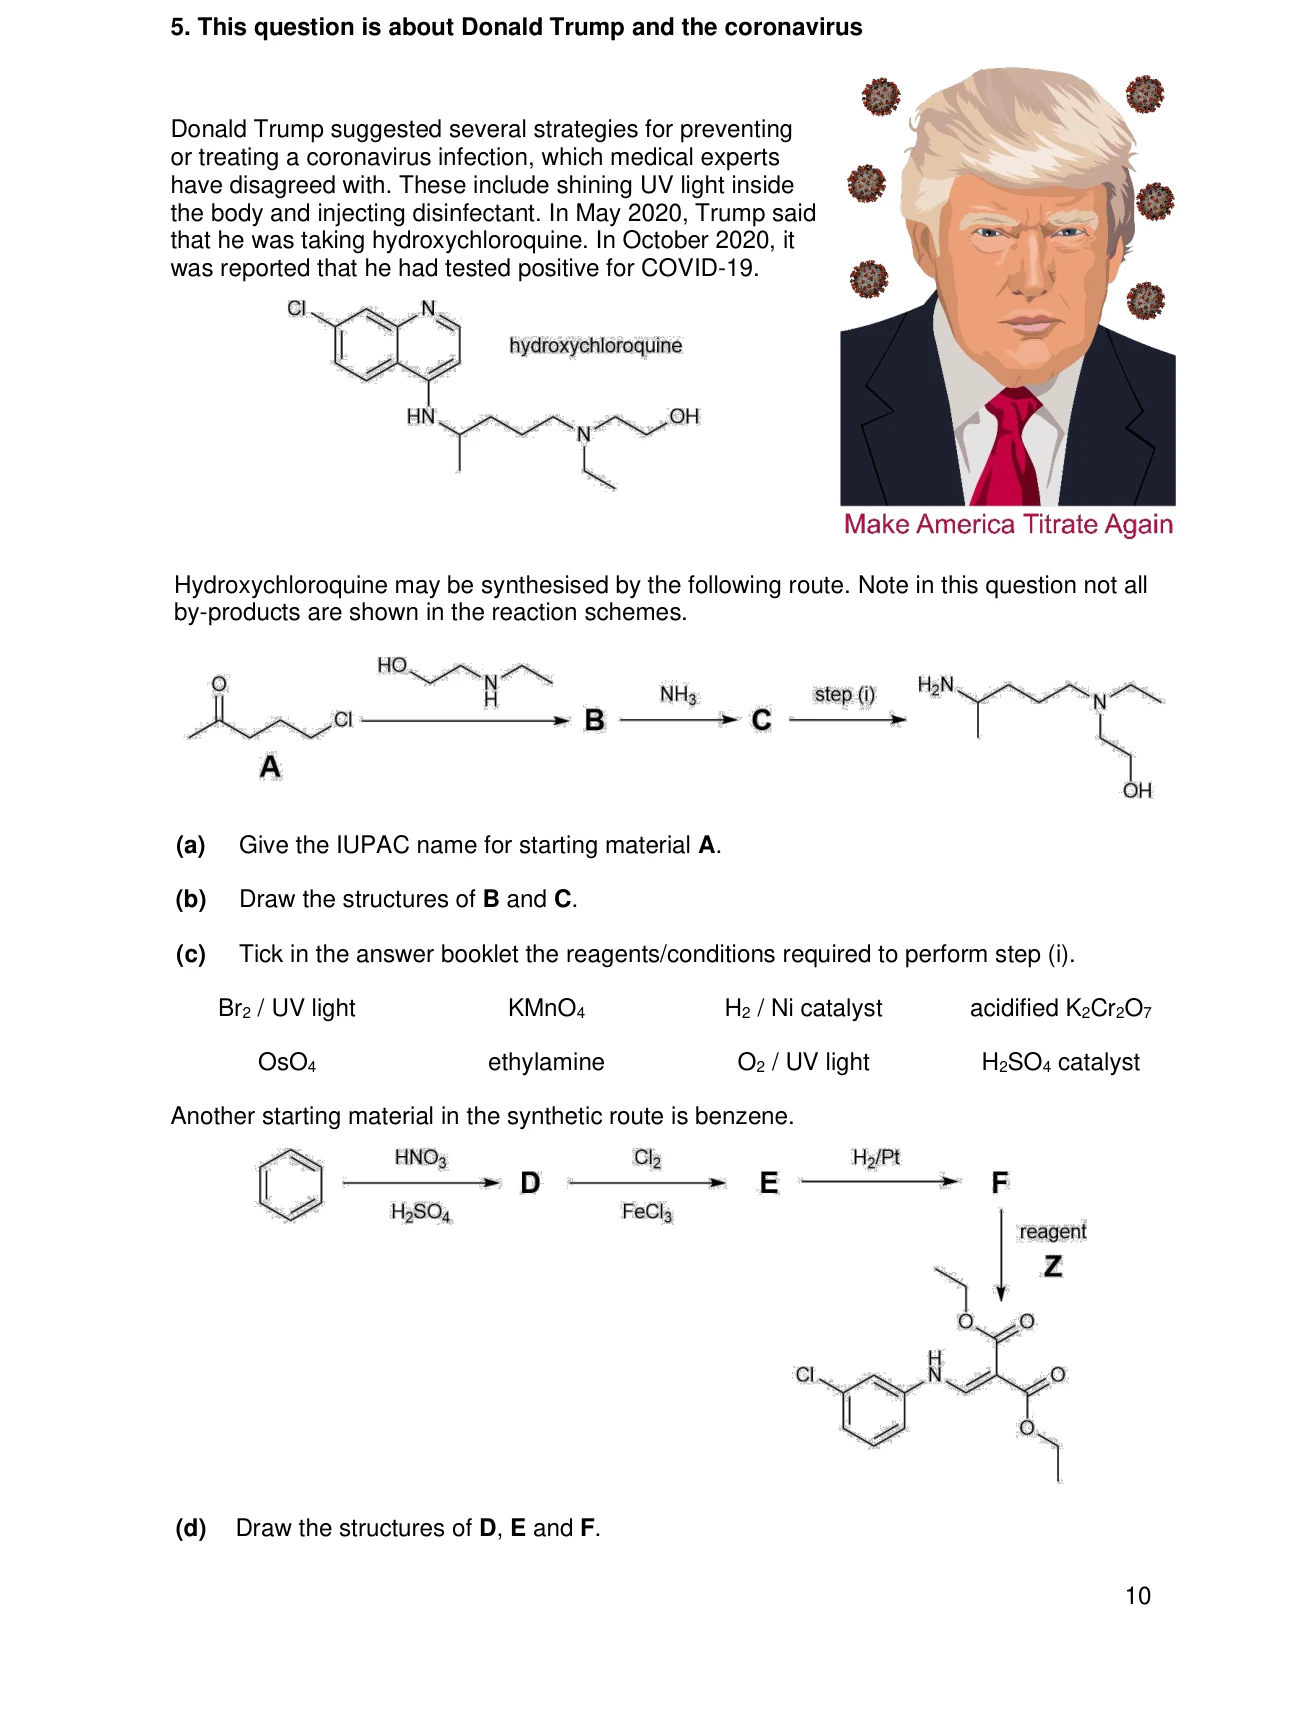 5. This question is about Donald Trump and the coronavirus
Donald Trump suggested several strategies for preventing
or treating a coronavirus infection, which medical experts
have disagreed with. These include shining UV light inside
the body and injecting disinfectant. In May 2020, Trump said
that he was taking hydroxychloroquine. In October 2020, it
was reported that he had tested positive for COVID-19.
Cl
N
hydroxychloroquine
HN
N
OH
Make America Titrate Again
Hydroxychloroquine may be synthesised by the following route. Note in this question not all
by-products are shown in the reaction schemes.
O
Cl
A
HO
N
H
B
NH₃
C
step (i)
H₂N
N
OH
(a) Give the IUPAC name for starting material A.
(b) Draw the structures of B and C.
(c) Tick in the answer booklet the reagents/conditions required to perform step (i).
Br₂ / UV light KMnO₄ H₂ / Ni catalyst acidified K₂Cr₂O₇
OsO₄ ethylamine O₂ / UV light H₂SO₄ catalyst
Another starting material in the synthetic route is benzene.
HNO₃
H₂SO₄
D
Cl₂
FeCl₃
E
H₂/Pt
F
reagent
Z
O
O
H
N
Cl
O
O
(d) Draw the structures of D, E and F.
10